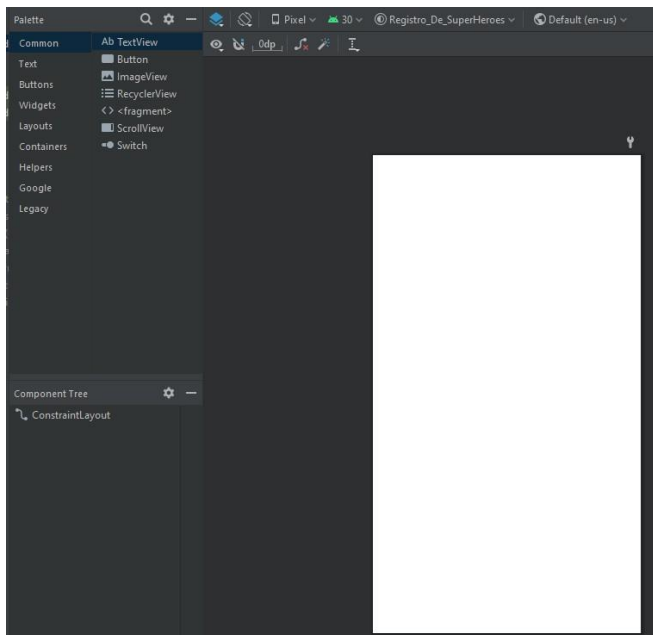 Palette
Pixel 30 Registro_De_SuperHeroes Default (en-us)
Common
Text
Buttons
Widgets
Layouts
Containers
Helpers
Google
Legacy
Ab TextView
Button
ImageView
RecyclerView
<> <fragment>
ScrollView
Switch
0dp
Component Tree
ConstraintLayout